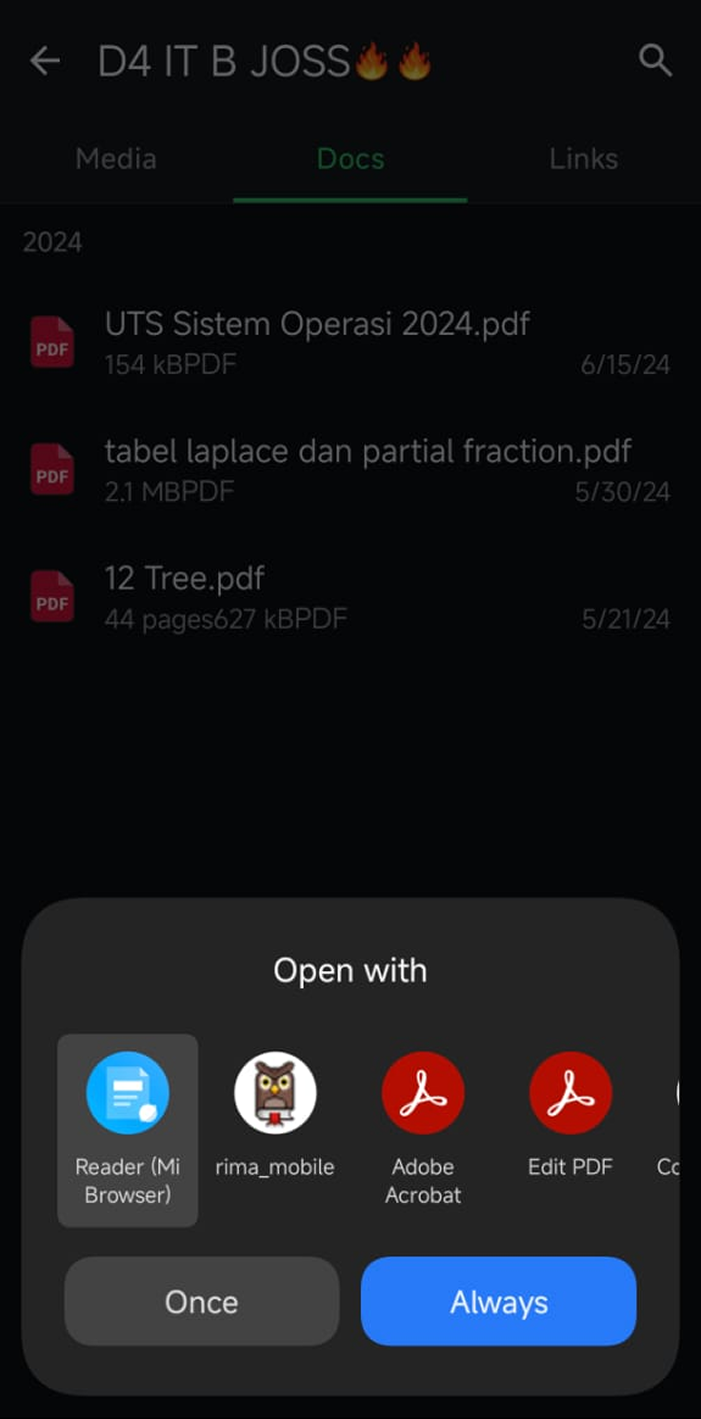 D4 IT B JOSS🔥🔥
Media Docs Links
2024
UTS Sistem Operasi 2024.pdf
154 kBPDF 6/15/24
tabel laplace dan partial fraction.pdf
2.1 MBPDF 5/30/24
12 Tree.pdf
44 pages627 kBPDF 5/21/24
PDF
PDF
PDF
Open with
Reader (Mi Browser)
rima_mobile
Adobe Acrobat
Edit PDF
Once Always